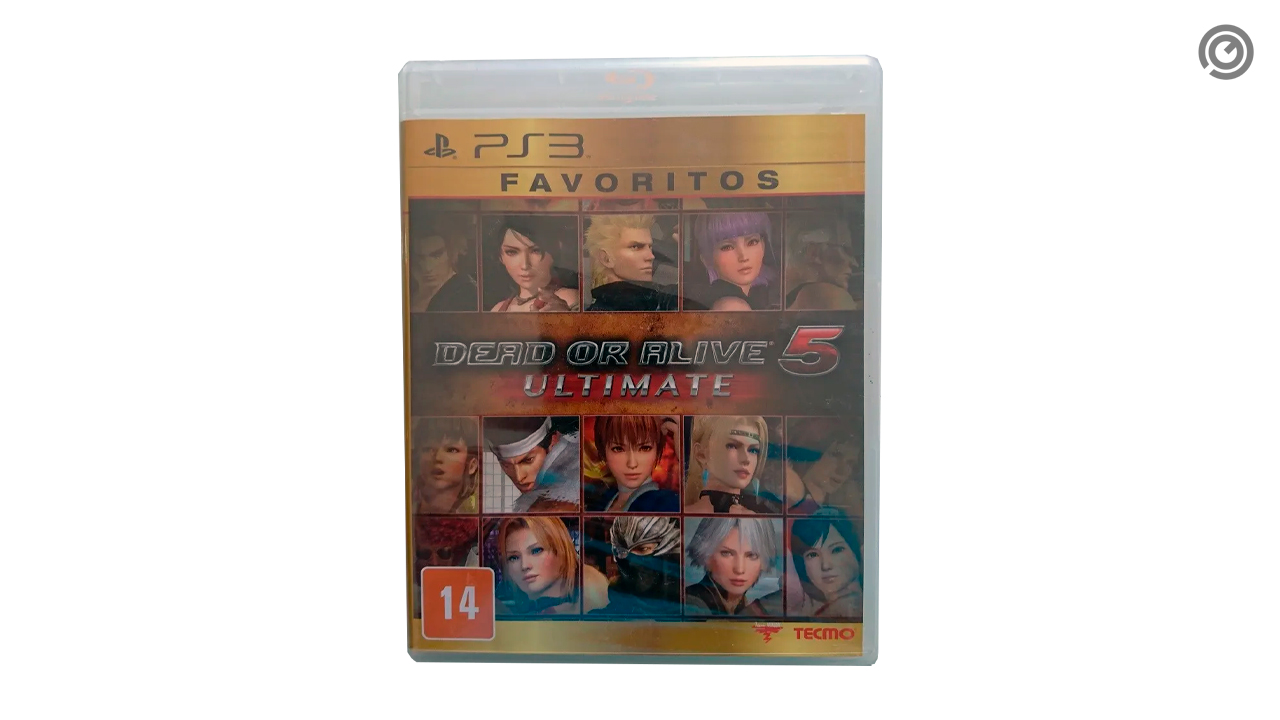 PS3
FAVORITOS
DEAD OR ALIVE 5
ULTIMATE
14
TECMO